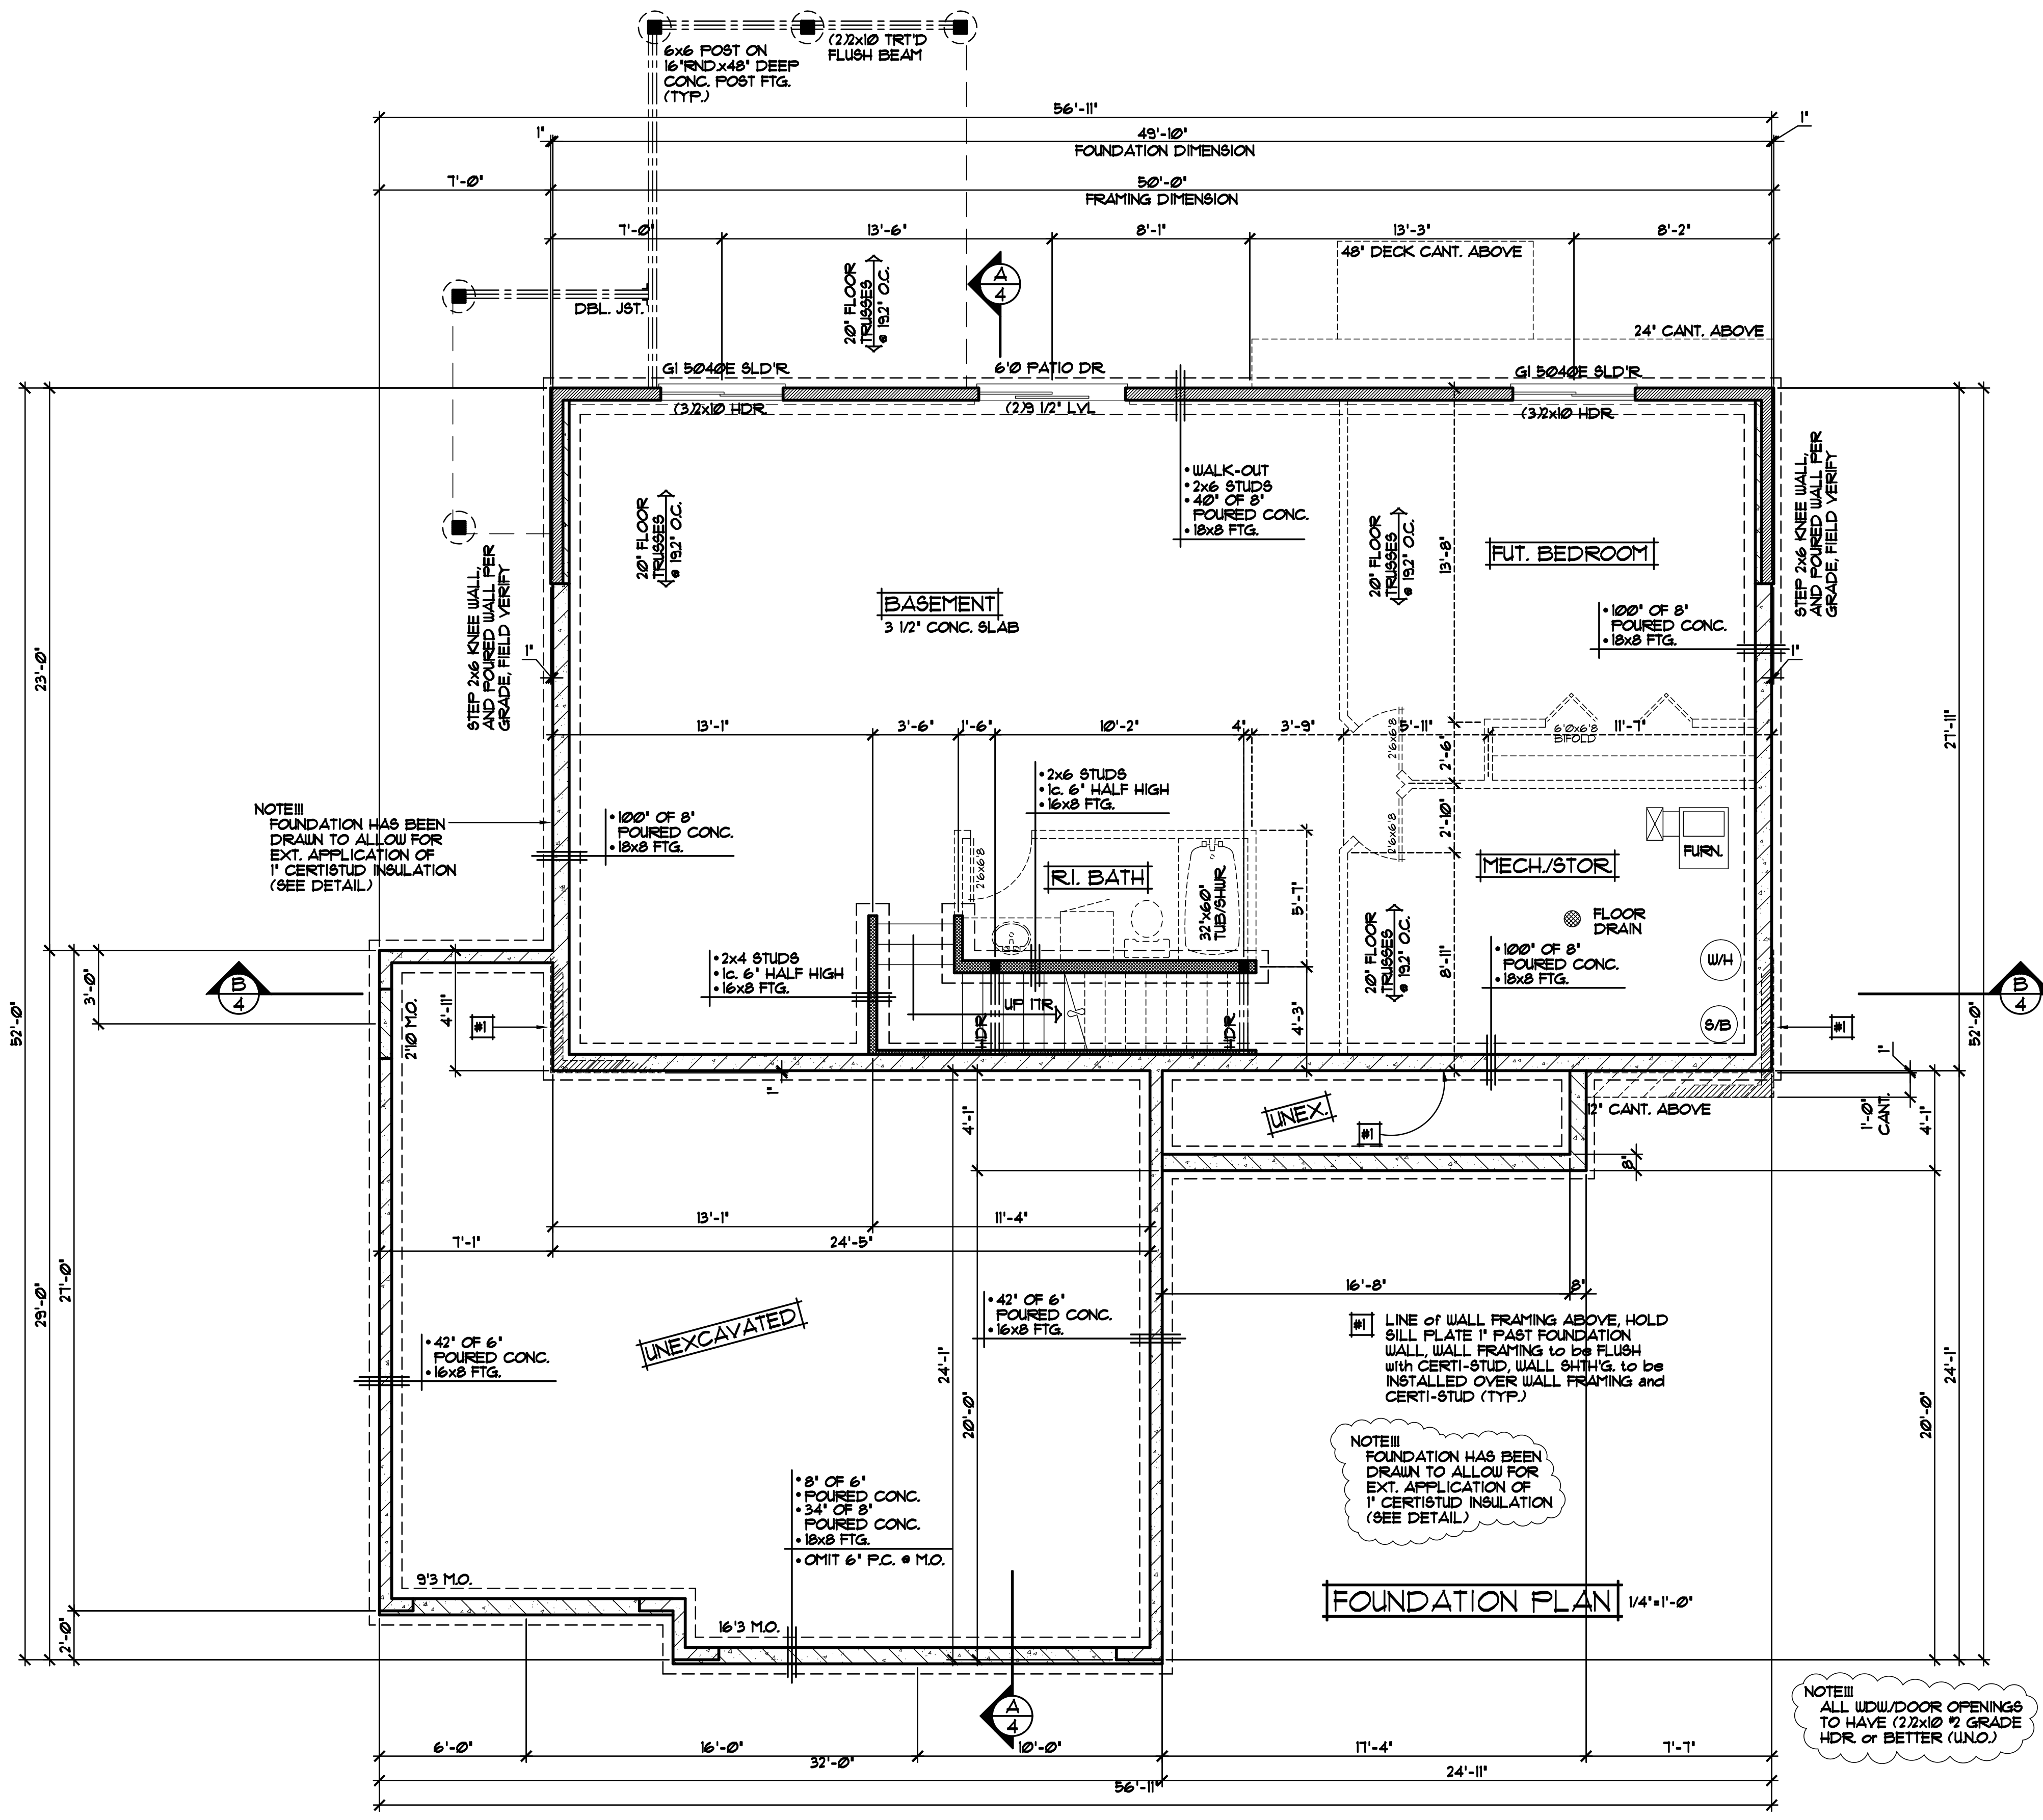 6x6 POST ON
16"RND.x48" DEEP
CONC. POST FTG.
(TYP.)
(2)2x10 TRT'D
FLUSH BEAM
56'-11"
1"
49'-10"
FOUNDATION DIMENSION
1"
7'-0"
50'-0"
FRAMING DIMENSION
7'-0"
13'-6"
8'-1"
13'-3"
8'-2"
48" DECK CANT. ABOVE
20" FLOOR
TRUSSES
@ 19.2" O.C.
A
4
DBL. JST.
24" CANT. ABOVE
G1 5040E SLD'R
6'0 PATIO DR
G1 5040E SLD'R
(3)2x10 HDR
(2)9 1/2" LVL
(3)2x10 HDR
• WALK-OUT
• 2x6 STUDS
• 40" OF 8"
POURED CONC.
• 18x8 FTG.
20" FLOOR
TRUSSES
@ 19.2" O.C.
20" FLOOR
TRUSSES
@ 19.2" O.C.
13'-8"
FUT. BEDROOM
STEP 2x6 KNEE WALL,
AND POURED WALL PER
GRADE, FIELD VERIFY
STEP 2x6 KNEE WALL,
AND POURED WALL PER
GRADE, FIELD VERIFY
BASEMENT
3 1/2" CONC. SLAB
• 100" OF 8"
POURED CONC.
• 18x8 FTG.
1"
1"
23'-0"
27'-11"
13'-1"
3'-6"
1'-6"
10'-2"
4"
3'-9"
5'-11"
11'-7"
2'6x6'8
6'0x6'8
BIFOLD
2'-6"
• 2x6 STUDS
• 1c. 6" HALF HIGH
• 16x8 FTG.
NOTE!!!
FOUNDATION HAS BEEN
DRAWN TO ALLOW FOR
EXT. APPLICATION OF
1" CERTISTUD INSULATION
(SEE DETAIL)
• 100" OF 8"
POURED CONC.
• 18x8 FTG.
2'-10"
2'6x6'8
2'6x6'8
FURN.
R.I. BATH
MECH./STOR.
32"x60"
TUB/SHWR
5'-7"
FLOOR
DRAIN
20" FLOOR
TRUSSES
@ 19.2" O.C.
8'-11"
• 100" OF 8"
POURED CONC.
• 18x8 FTG.
W/H
S/B
• 2x4 STUDS
• 1c. 6" HALF HIGH
• 16x8 FTG.
UP 17R
HDR
HDR
4'-3"
B
4
B
4
3'-0"
2'10 M.O.
4'-11"
#1
#1
52'-0"
52'-0"
1"
1"
4'-1"
UNEX.
#1
12" CANT. ABOVE
1'-0"
CANT.
4'-1"
8"
13'-1"
11'-4"
7'-1"
24'-5"
27'-0"
29'-0"
16'-8"
8"
• 42" OF 6"
POURED CONC.
• 16x8 FTG.
UNEXCAVATED
• 42" OF 6"
POURED CONC.
• 16x8 FTG.
24'-1"
20'-0"
#1
LINE of WALL FRAMING ABOVE, HOLD
SILL PLATE 1" PAST FOUNDATION
WALL, WALL FRAMING to be FLUSH
with CERTI-STUD, WALL SHTH'G. to be
INSTALLED OVER WALL FRAMING and
CERTI-STUD (TYP.)
24'-1"
20'-0"
NOTE!!!
FOUNDATION HAS BEEN
DRAWN TO ALLOW FOR
EXT. APPLICATION OF
1" CERTISTUD INSULATION
(SEE DETAIL)
• 8" OF 6"
• POURED CONC.
• 34" OF 8"
POURED CONC.
• 18x8 FTG.
• OMIT 6" P.C. @ M.O.
9'3 M.O.
16'3 M.O.
2'-0"
FOUNDATION PLAN 1/4"=1'-0"
A
4
NOTE!!!
ALL WDW./DOOR OPENINGS
TO HAVE (2)2x10 #2 GRADE
HDR. or BETTER (U.N.O.)
6'-0"
16'-0"
10'-0"
17'-4"
7'-7"
32'-0"
24'-11"
56'-11"